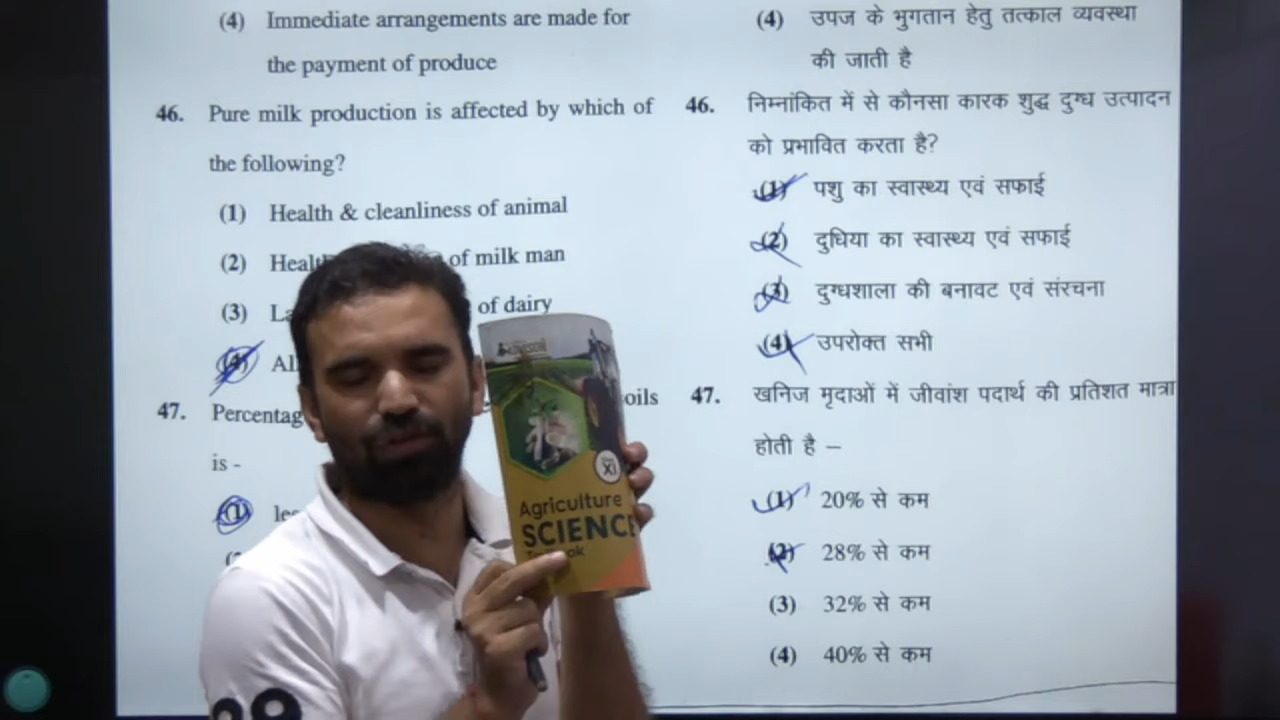 (4) Immediate arrangements are made for
the payment of produce
46. Pure milk production is affected by which of
the following?
(1) Health & cleanliness of animal
(2) of milk man
(3) of dairy
(4)
47. oils
is -
(1)
(4) उपज के भुगतान हेतु तत्काल व्यवस्था
की जाती है
46. निम्नांकित में से कौनसा कारक शुद्ध दुग्ध उत्पादन
को प्रभावित करता है?
(1) पशु का स्वास्थ्य एवं सफाई
(2) दुधिया का स्वास्थ्य एवं सफाई
(3) दुग्धशाला की बनावट एवं संरचना
(4) उपरोक्त सभी
47. खनिज मृदाओं में जीवांश पदार्थ की प्रतिशत मात्रा
होती है –
(1) 20% से कम
(2) 28% से कम
(3) 32% से कम
(4) 40% से कम
XI
Agriculture
SCIENCE